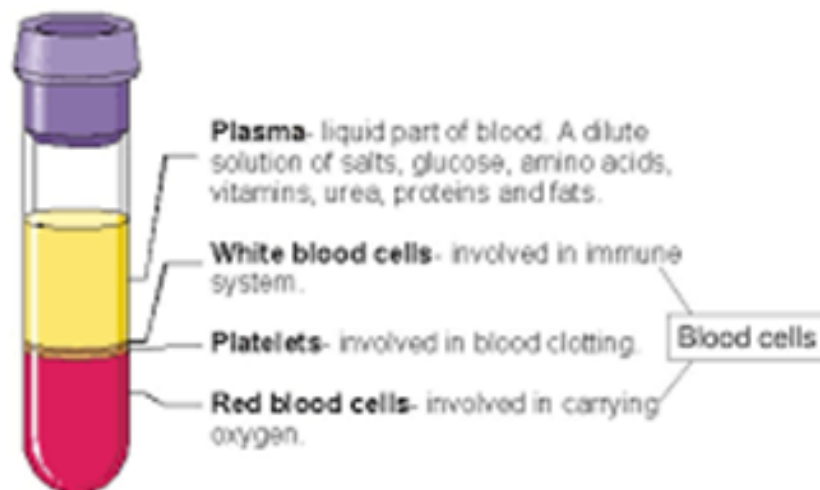 Plasma- liquid part of blood. A dilute
solution of salts, glucose, amino acids,
vitamins, urea, proteins and fats.
White blood cells- involved in immune
system.
Platelets- involved in blood clotting.
Blood cells
Red blood cells- involved in carrying
oxygen.